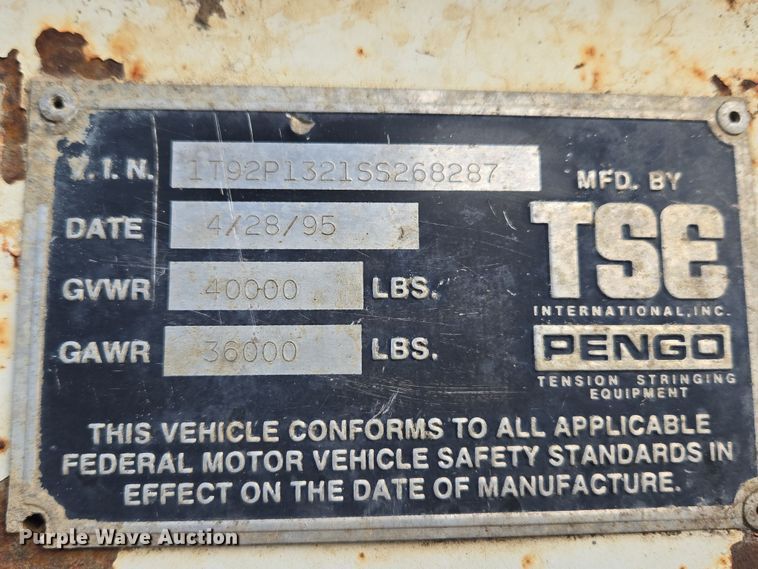 V.I.N. 1T92P1321SS268287
DATE 4/28/95
GVWR 40000 LBS.
GAWR 36000 LBS.
MFD. BY
TSE
INTERNATIONAL, INC.
PENGO
TENSION STRINGING
EQUIPMENT
THIS VEHICLE CONFORMS TO ALL APPLICABLE
FEDERAL MOTOR VEHICLE SAFETY STANDARDS IN
EFFECT ON THE DATE OF MANUFACTURE.
Purple Wave Auction